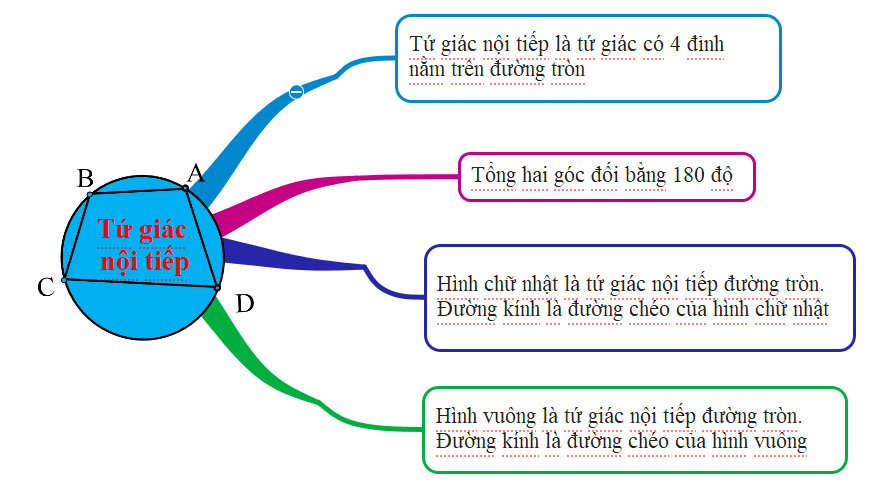 Tứ giác nội tiếp là tứ giác có 4 đỉnh
nằm trên đường tròn
Tổng hai góc đối bằng 180 độ
B
A
Tứ giác
nội tiếp
C
D
Hình chữ nhật là tứ giác nội tiếp đường tròn.
Đường kính là đường chéo của hình chữ nhật
Hình vuông là tứ giác nội tiếp đường tròn.
Đường kính là đường chéo của hình vuông